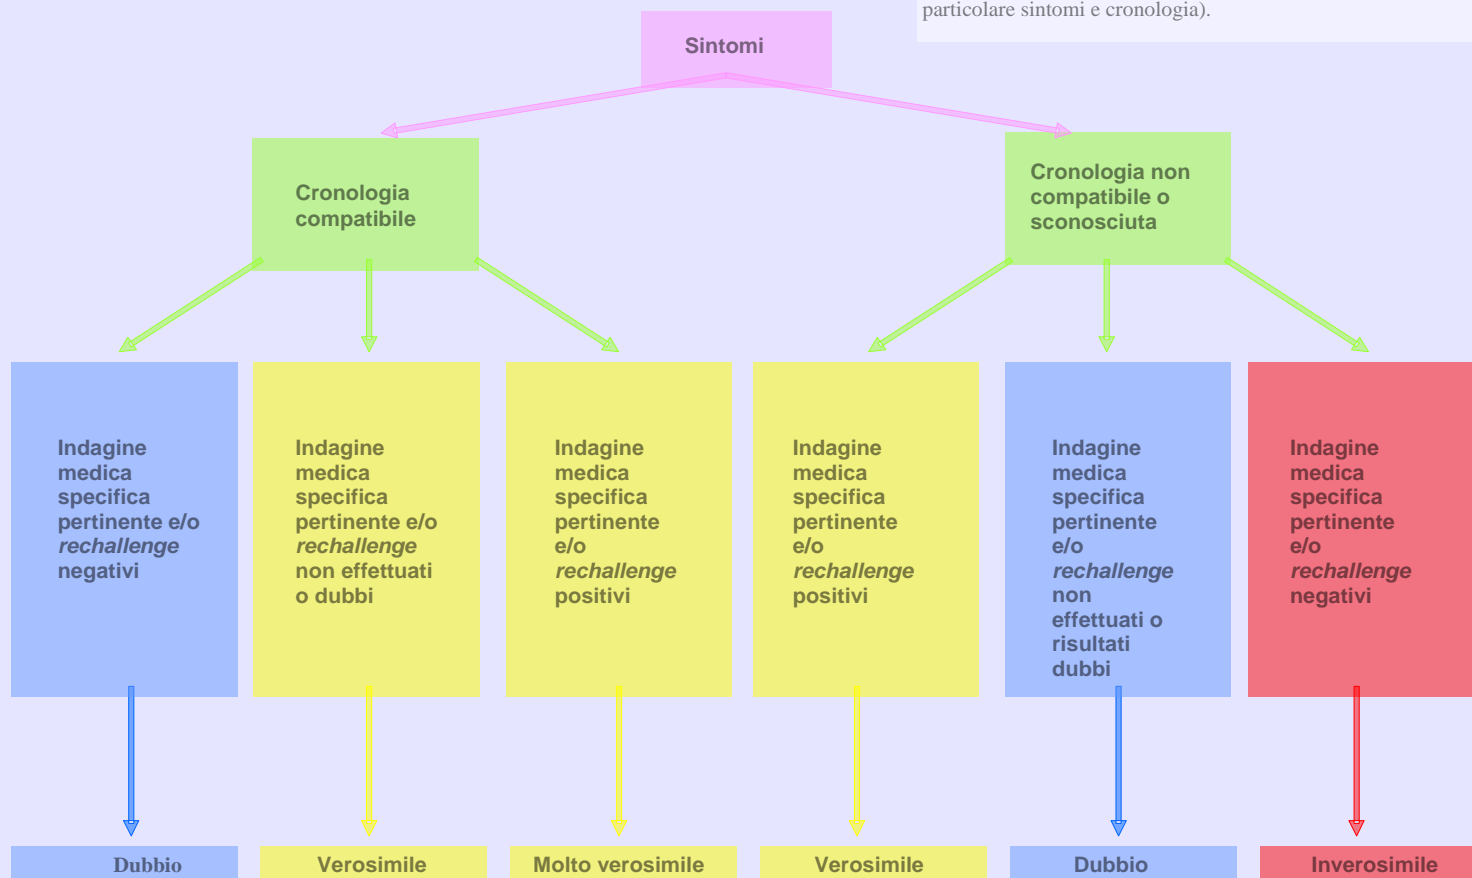 particolare sintomi e cronologia).
Sintomi
Cronologia
compatibile
Cronologia non
compatibile o
sconosciuta
Indagine
medica
specifica
pertinente e/o
rechallenge
negativi
Indagine
medica
specifica
pertinente e/o
rechallenge
non effettuati
o dubbi
Indagine
medica
specifica
pertinente
e/o
rechallenge
positivi
Indagine
medica
specifica
pertinente
e/o
rechallenge
positivi
Indagine
medica
specifica
pertinente
e/o
rechallenge
non
effettuati o
risultati
dubbi
Indagine
medica
specifica
pertinente
e/o
rechallenge
negativi
Dubbio
Verosimile
Molto verosimile
Verosimile
Dubbio
Inverosimile